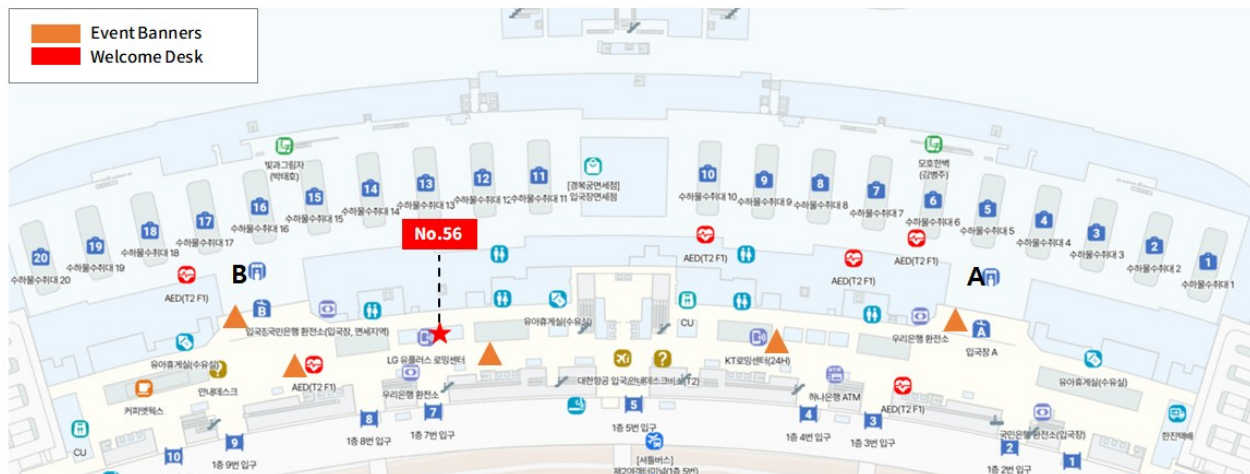 Event Banners
Welcome Desk
빛과그림자
(박태호)
모호한벽
(김병주)
[경복궁면세점]
입국장면세점
20
수하물수취대 20
19
수하물수취대 19
18
수하물수취대 18
17
수하물수취대 17
16
수하물수취대 16
15
수하물수취대 15
14
수하물수취대 14
13
수하물수취대 13
12
수하물수취대 12
11
수하물수취대 11
10
수하물수취대 10
9
수하물수취대 9
8
수하물수취대 8
7
수하물수취대 7
6
수하물수취대 6
5
수하물수취대 5
4
수하물수취대 4
3
수하물수취대 3
2
수하물수취대 2
1
수하물수취대 1
No.56
B
A
AED(T2 F1)
AED(T2 F1)
AED(T2 F1)
AED(T2 F1)
B
입국장국민은행 환전소(입국장, 면세지역)
유아휴게실(수유실)
CU
우리은행 환전소
A
입국장 A
유아휴게실(수유실)
LG 유플러스 로밍센터
KT로밍센터(24H)
유아휴게실(수유실)
안내데스크
AED(T2 F1)
우리은행 환전소
대한항공 입국안내데스크
(T2)
ATM
하나은행 ATM
AED(T2 F1)
커피앳웍스
CU
국민은행 환전소(입국장)
한진택배
10
9
1층 9번 입구
8
1층 8번 입구
7
1층 7번 입구
5
1층 5번 입구
4
1층 4번 입구
3
1층 3번 입구
2
1층 2번 입구
1
[셔틀버스]